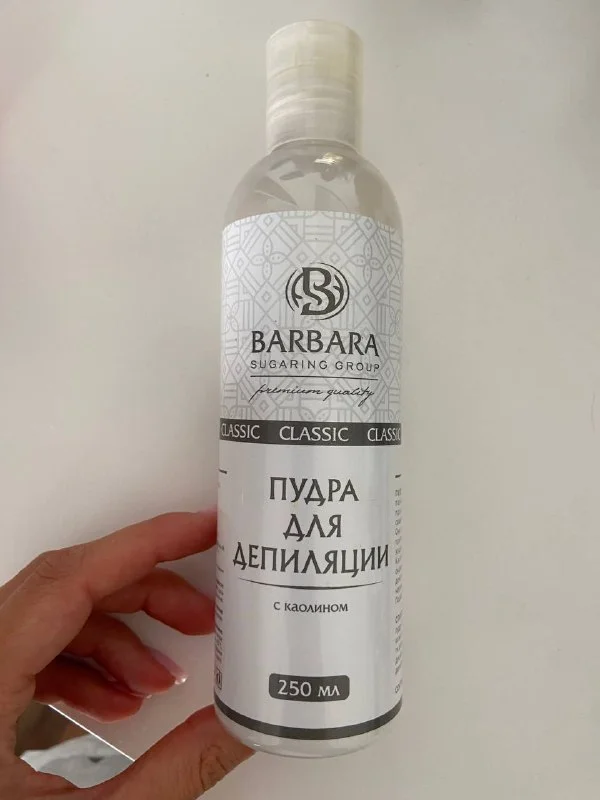 BARBARA
SUGARING GROUP
premium quality
CLASSIC CLASSIC CLASSIC
ПУДРА
ДЛЯ
ДЕПИЛЯЦИИ
с каолином
250 мл